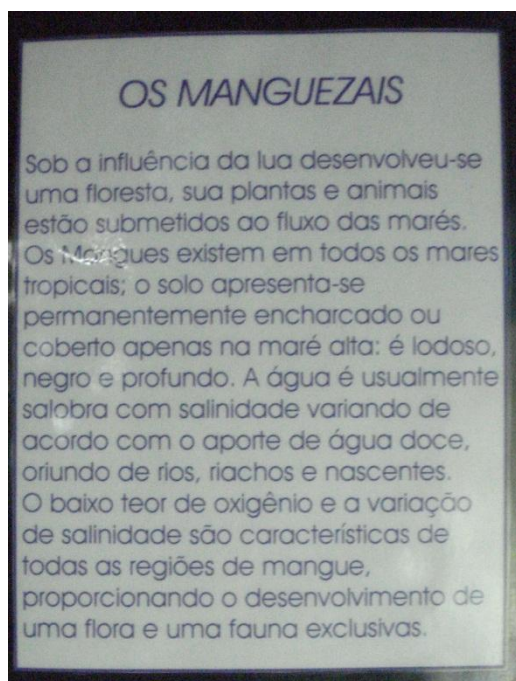 OS MANGUEZAIS
Sob a influência da lua desenvolveu-se
uma floresta, sua plantas e animais
estão submetidos ao fluxo das marés.
Os Mangues existem em todos os mares
tropicais; o solo apresenta-se
permanentemente encharcado ou
coberto apenas na maré alta: é lodoso,
negro e profundo. A água é usualmente
salobra com salinidade variando de
acordo com o aporte de água doce,
oriundo de rios, riachos e nascentes.
O baixo teor de oxigênio e a variação
de salinidade são características de
todas as regiões de mangue,
proporcionando o desenvolvimento de
uma flora e uma fauna exclusivas.